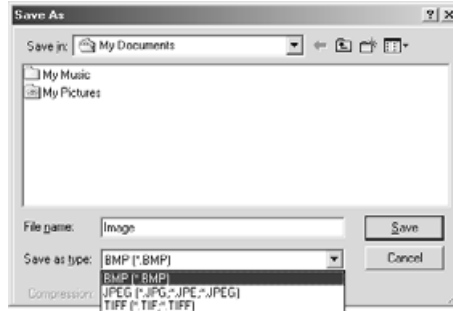 Save As
Save in: My Documents
My Music
My Pictures
File name: Image Save
Save as type: BMP (*.BMP) Cancel
BMP (*.BMP)
Compression: JPEG (*.JPG;*.JPE;*.JPEG)
TIFF (*.TIF;*.TIFF)